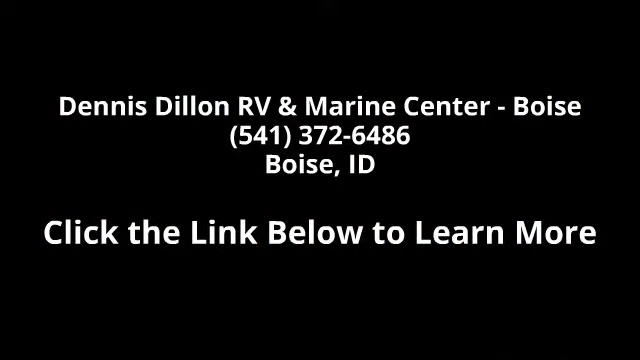 Dennis Dillon RV & Marine Center - Boise
(541) 372-6486
Boise, ID
Click the Link Below to Learn More